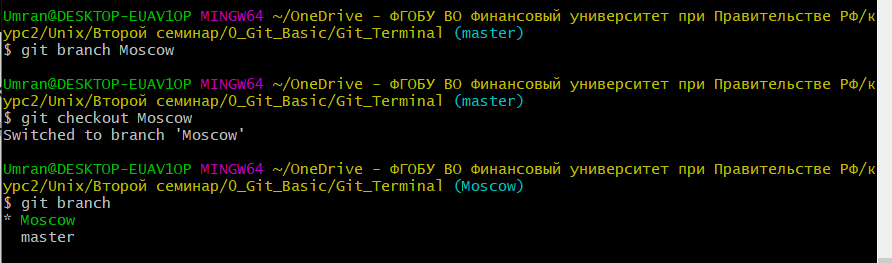 Umran@DESKTOP-EUAV1OP MINGW64 ~/OneDrive - ФГОБУ ВО Финансовый университет при Правительстве РФ/к
урс2/Unix/Второй семинар/0_Git_Basic/Git_Terminal (master)
$ git branch Moscow
Umran@DESKTOP-EUAV1OP MINGW64 ~/OneDrive - ФГОБУ ВО Финансовый университет при Правительстве РФ/к
урс2/Unix/Второй семинар/0_Git_Basic/Git_Terminal (master)
$ git checkout Moscow
Switched to branch 'Moscow'
Umran@DESKTOP-EUAV1OP MINGW64 ~/OneDrive - ФГОБУ ВО Финансовый университет при Правительстве РФ/к
урс2/Unix/Второй семинар/0_Git_Basic/Git_Terminal (Moscow)
$ git branch
* Moscow
  master